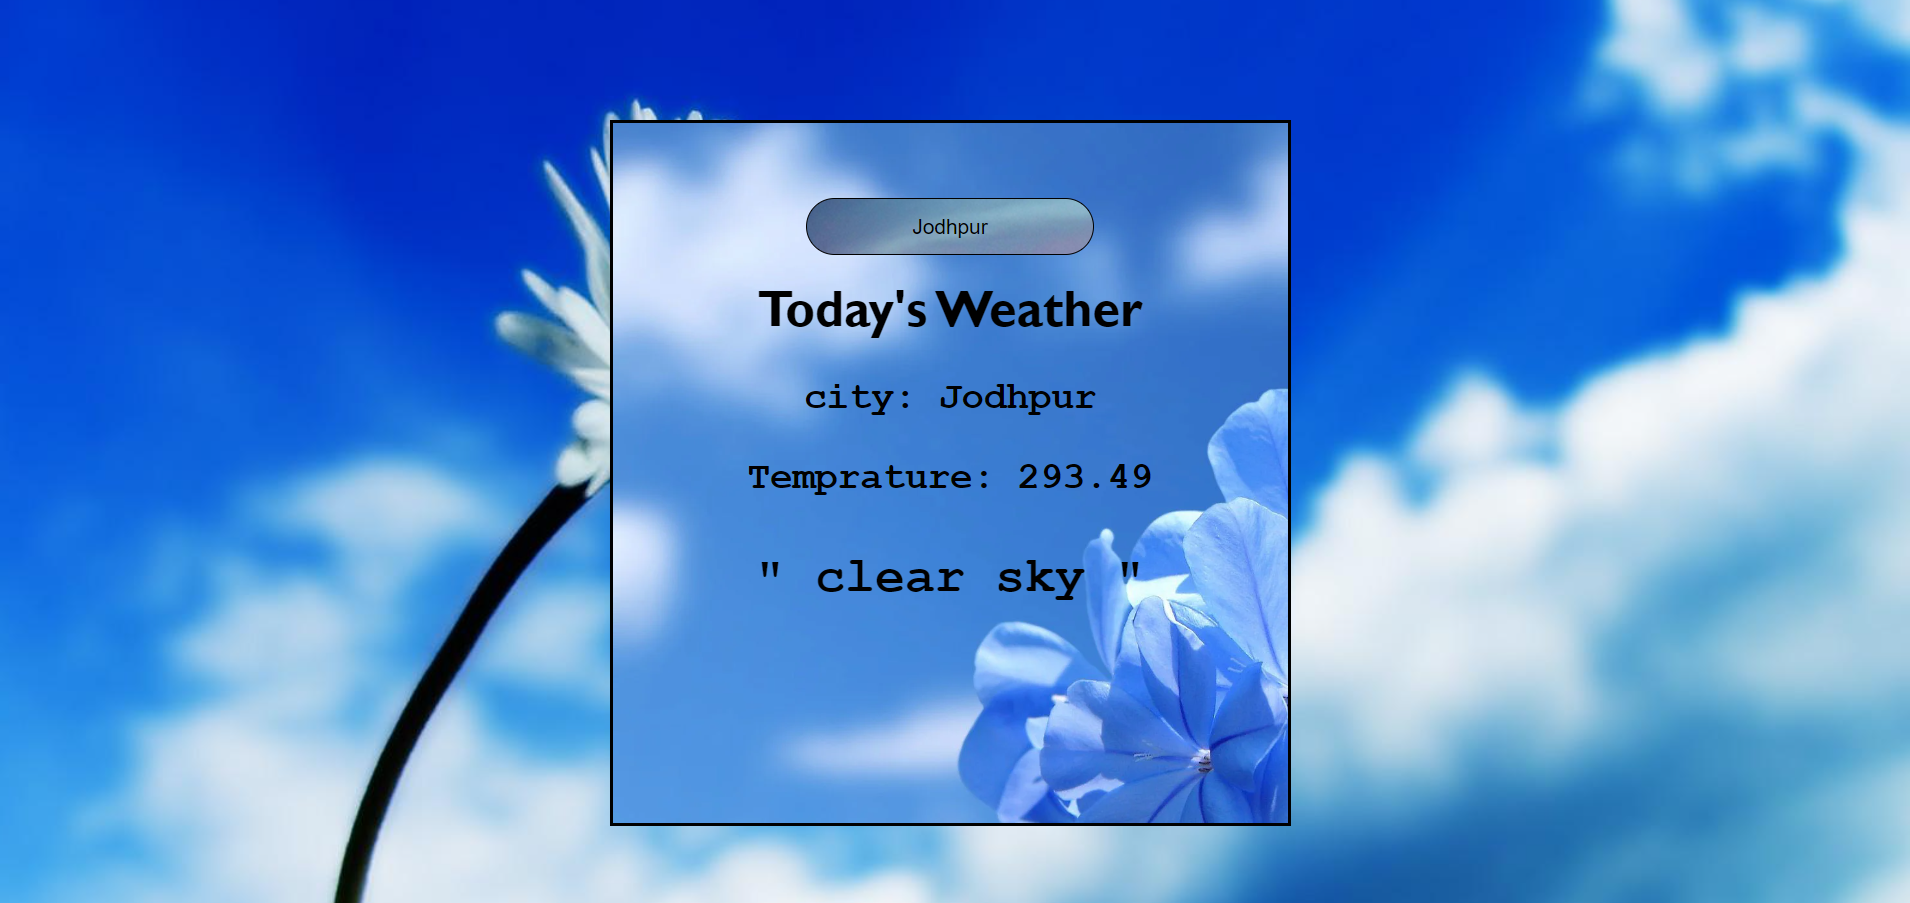 Jodhpur
Today's Weather
city: Jodhpur
Temprature: 293.49
" clear sky "